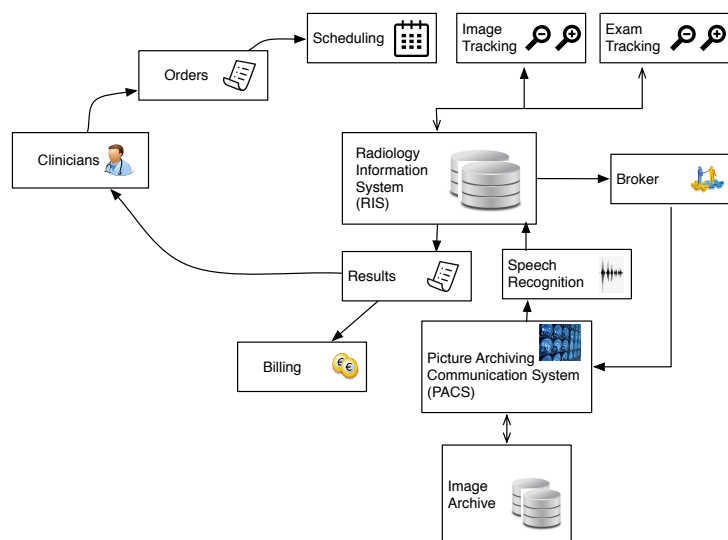 Scheduling
Image
Tracking
Exam
Tracking
Orders
Clinicians
Radiology
Information
System
(RIS)
Broker
Results
Speech
Recognition
Billing
€
€
Picture Archiving
Communication System
(PACS)
Image
Archive